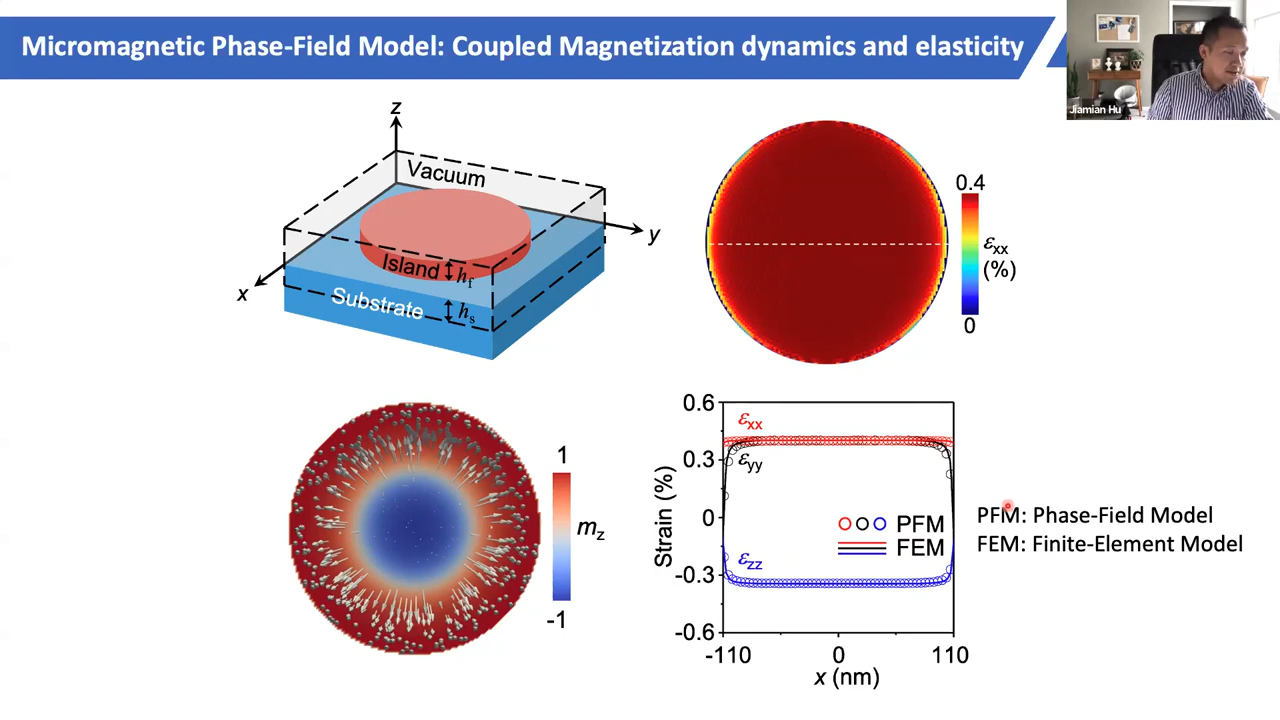 Micromagnetic Phase-Field Model: Coupled Magnetization dynamics and elasticity
Jiamian Hu
z
Vacuum
y
Island
h_f
x
Substrate
h_s
0.4
ε_xx
(%)
0
1
m_z
-1
0.6
0.3
0
-0.3
-0.6
Strain (%)
ε_xx
ε_yy
PFM
FEM
ε_zz
-110
0
110
x (nm)
PFM: Phase-Field Model
FEM: Finite-Element Model